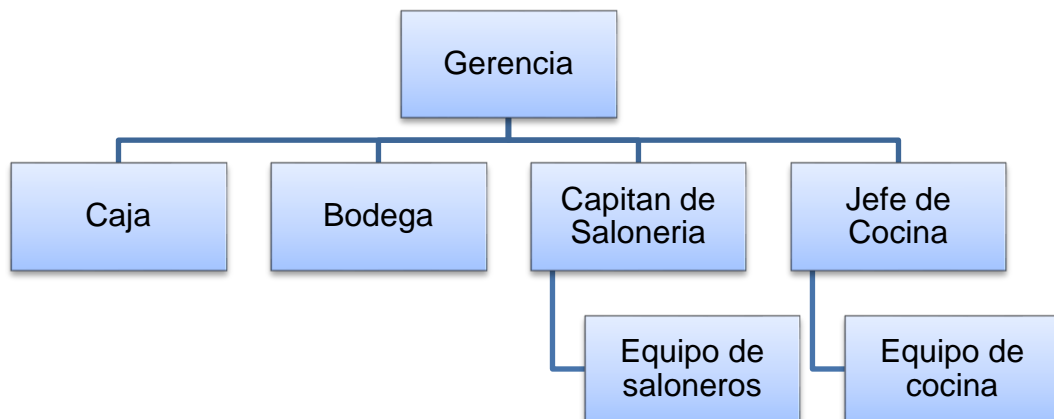 Gerencia
Caja
Bodega
Capitan de
Saloneria
Jefe de
Cocina
Equipo de
saloneros
Equipo de
cocina